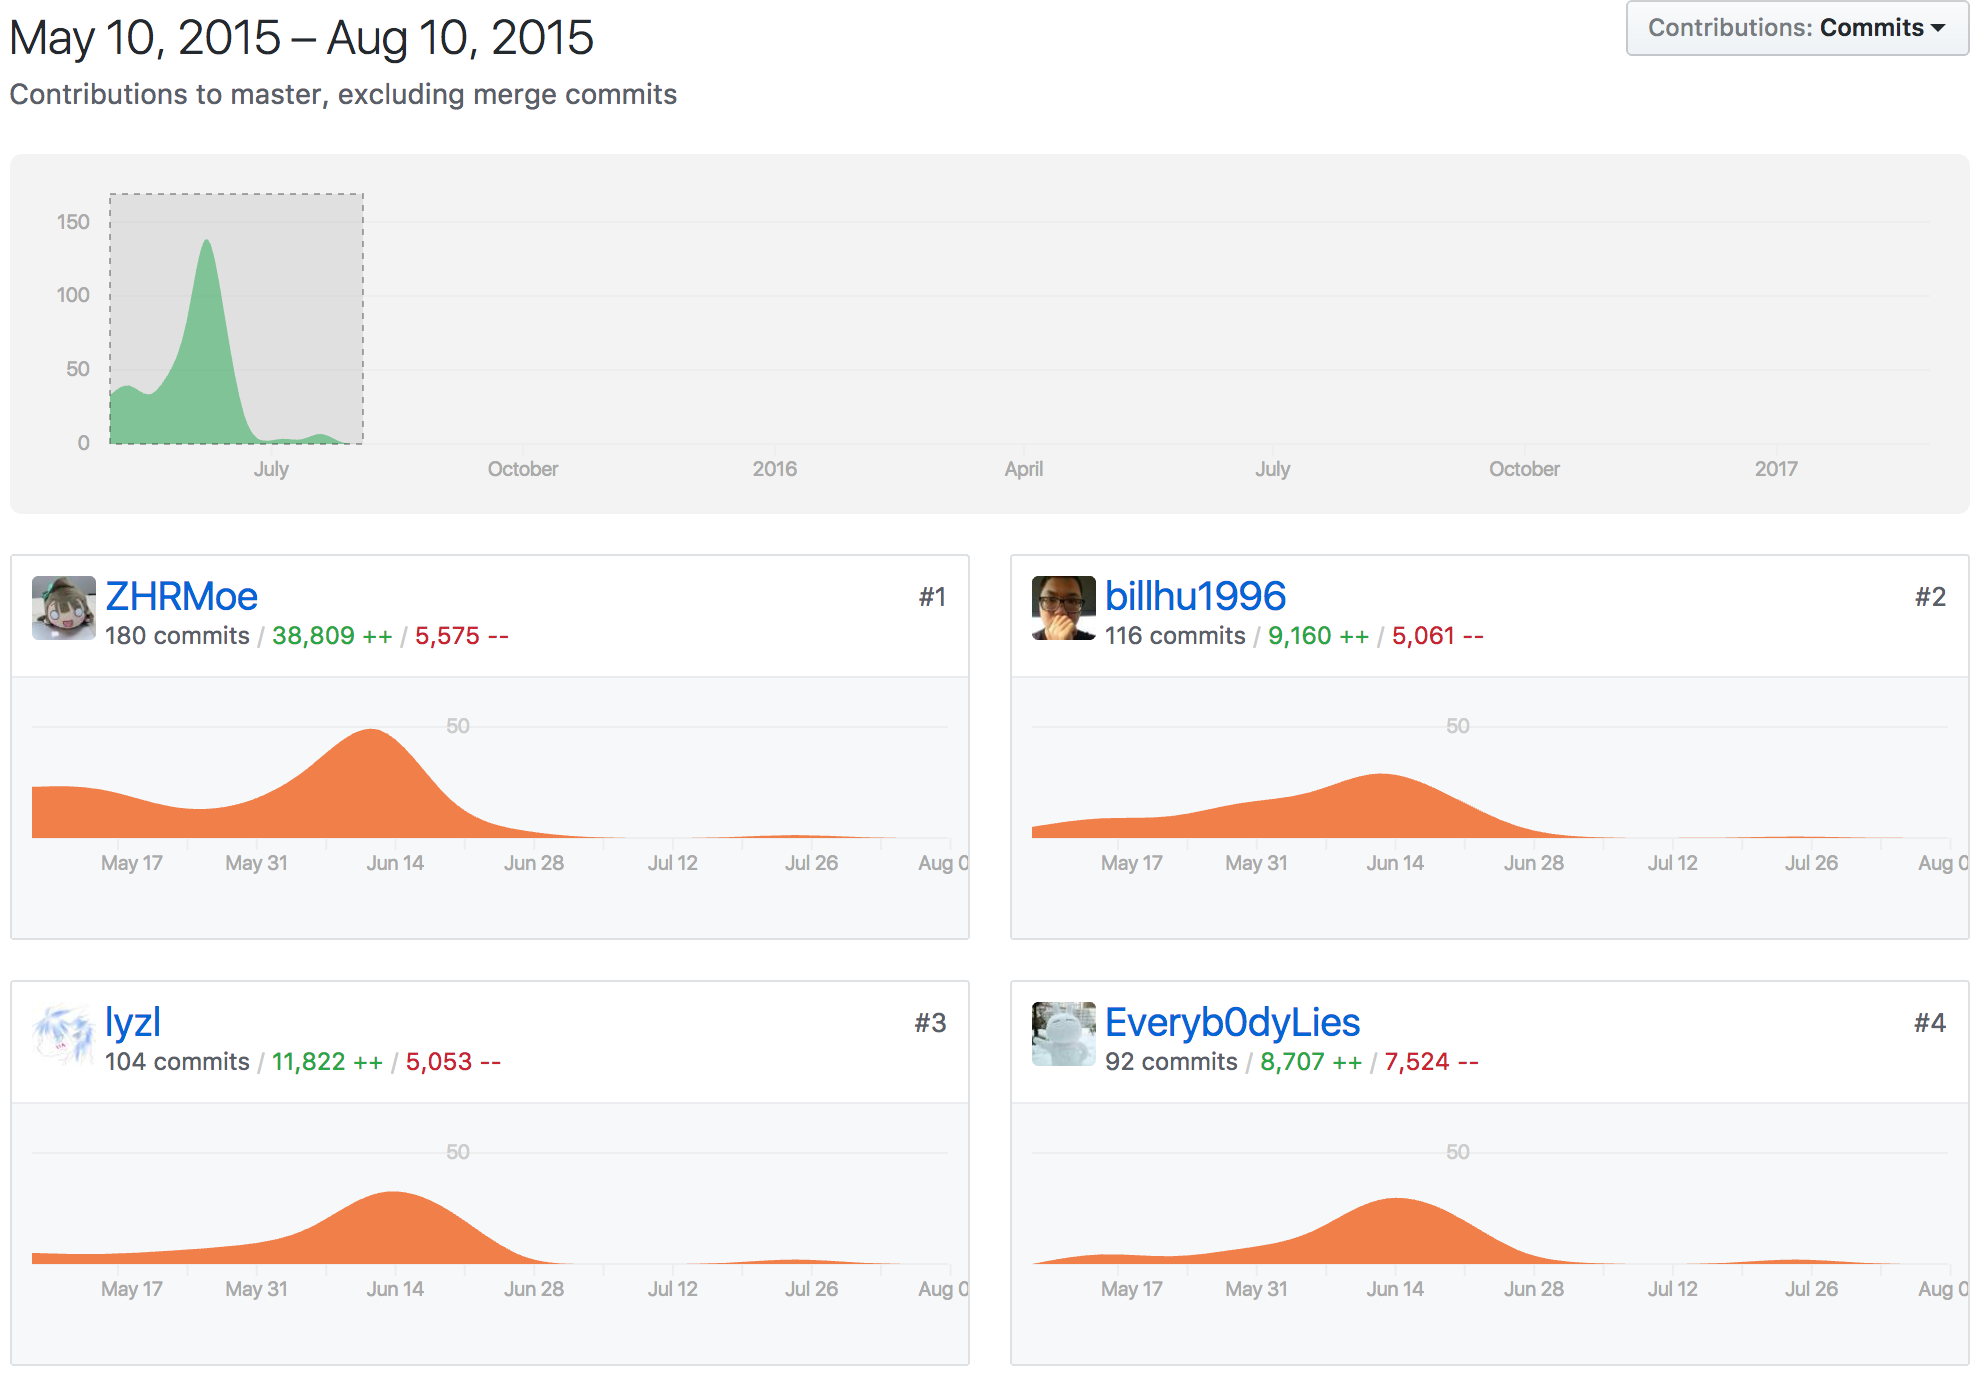 May 10, 2015 – Aug 10, 2015
Contributions: Commits
Contributions to master, excluding merge commits
150
100
50
0
July October 2016 April July October 2017
ZHRMoe #1
180 commits / 38,809 ++ / 5,575 --
50
May 17 May 31 Jun 14 Jun 28 Jul 12 Jul 26 Aug 0
billhu1996 #2
116 commits / 9,160 ++ / 5,061 --
50
May 17 May 31 Jun 14 Jun 28 Jul 12 Jul 26 Aug 0
lyzl #3
104 commits / 11,822 ++ / 5,053 --
50
May 17 May 31 Jun 14 Jun 28 Jul 12 Jul 26 Aug 0
Everyb0dyLies #4
92 commits / 8,707 ++ / 7,524 --
50
May 17 May 31 Jun 14 Jun 28 Jul 12 Jul 26 Aug 0